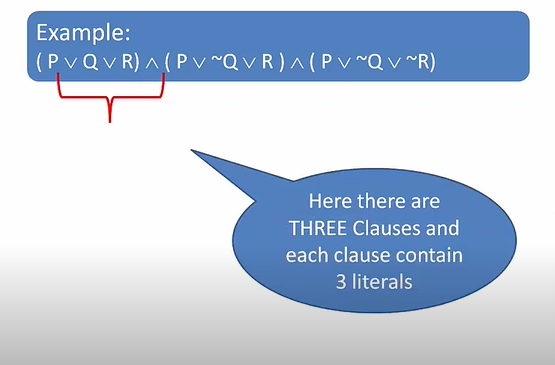 Example:
( P ∨ Q ∨ R) ∧ ( P ∨ ~Q ∨ R ) ∧ ( P ∨ ~Q ∨ ~R)
Here there are
THREE Clauses and
each clause contain
3 literals